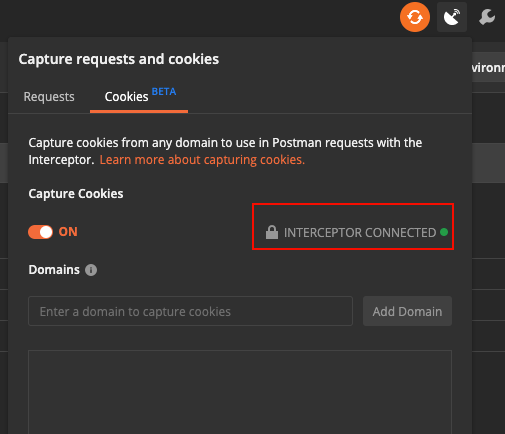 Capture requests and cookies
Requests
Cookies BETA
Capture cookies from any domain to use in Postman requests with the
Interceptor. Learn more about capturing cookies.
Capture Cookies
ON
INTERCEPTOR CONNECTED
Domains
Enter a domain to capture cookies
Add Domain